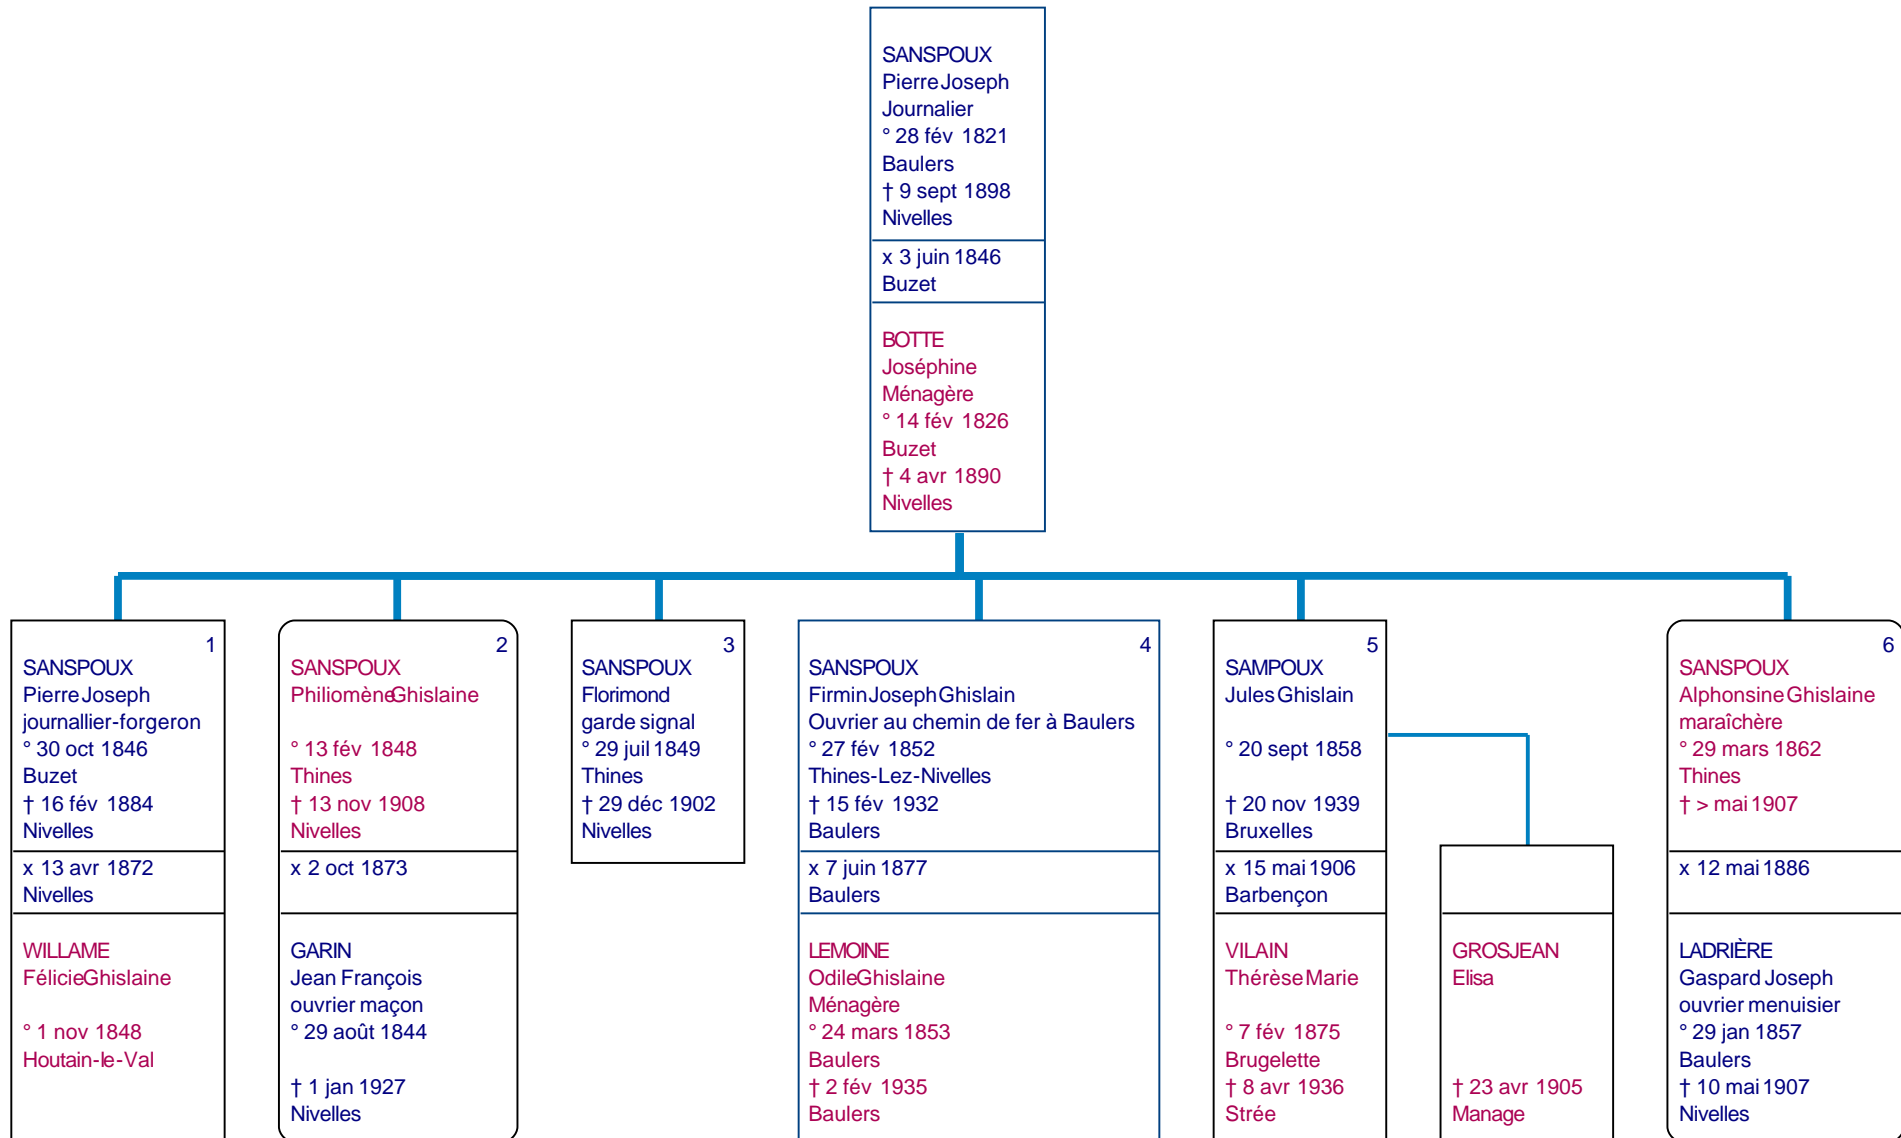 SANSPOUX
Pierre Joseph
Journalier
° 28 fév 1821
Baulers
† 9 sept 1898
Nivelles
x 3 juin 1846
Buzet
BOTTE
Joséphine
Ménagère
° 14 fév 1826
Buzet
† 4 avr 1890
Nivelles
1
SANSPOUX
Pierre Joseph
journallier-forgeron
° 30 oct 1846
Buzet
† 16 fév 1884
Nivelles
x 13 avr 1872
Nivelles
WILLAME
Félicie Ghislaine
° 1 nov 1848
Houtain-le-Val
2
SANSPOUX
Philiomène Ghislaine
° 13 fév 1848
Thines
† 13 nov 1908
Nivelles
x 2 oct 1873
GARIN
Jean François
ouvrier maçon
° 29 août 1844
† 1 jan 1927
Nivelles
3
SANSPOUX
Florimond
garde signal
° 29 juil 1849
Thines
† 29 déc 1902
Nivelles
4
SANSPOUX
Firmin Joseph Ghislain
Ouvrier au chemin de fer à Baulers
° 27 fév 1852
Thines-Lez-Nivelles
† 15 fév 1932
Baulers
x 7 juin 1877
Baulers
LEMOINE
Odile Ghislaine
Ménagère
° 24 mars 1853
Baulers
† 2 fév 1935
Baulers
5
SAMPOUX
Jules Ghislain
° 20 sept 1858
† 20 nov 1939
Bruxelles
x 15 mai 1906
Barbençon
VILAIN
Thérèse Marie
° 7 fév 1875
Brugelette
† 8 avr 1936
Strée
GROSJEAN
Elisa
† 23 avr 1905
Manage
6
SANSPOUX
Alphonsine Ghislaine
maraîchère
° 29 mars 1862
Thines
† > mai 1907
x 12 mai 1886
LADRIÈRE
Gaspard Joseph
ouvrier menuisier
° 29 jan 1857
Baulers
† 10 mai 1907
Nivelles